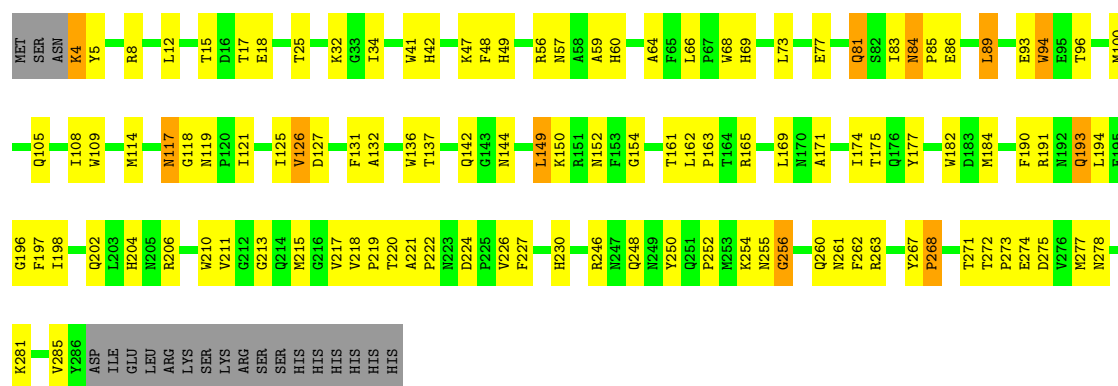 MET SER ASN K4 Y5 R8 L12 T15 D16 T17 E18 T25 K32 G33 I34 W41 H42 K47 F48 H49 R56 N57 A58 A59 H60 A64 F65 L66 P67 W68 H69 L73 E77 Q81 S82 I83 N84 P85 E86 L89 E93 W94 E95 T96 M100
Q105 I108 W109 M114 N117 G118 N119 P120 I121 I125 V126 D127 F131 A132 W136 T137 Q142 G143 N144 L149 K150 R151 N152 F153 G154 T161 L162 P163 T164 R165 L169 N170 A171 I174 T175 Q176 Y177 W182 D183 M184 F190 R191 N192 Q193 L194 E195
G196 F197 I198 Q202 L203 H204 N205 R206 W210 V211 G212 G213 Q214 M215 G216 V217 V218 P219 T220 A221 P222 N223 D224 P225 V226 F227 H230 R246 N247 Q248 N249 Y250 Q251 P252 M253 K254 N255 G256 Q260 N261 F262 R263 Y267 P268 T271 T272 P273 E274 D275 V276 M277 N278
K281 V285 Y286 ASP ILE GLU LEU ARG LYS SER LYS ARG SER SER HIS HIS HIS HIS HIS HIS